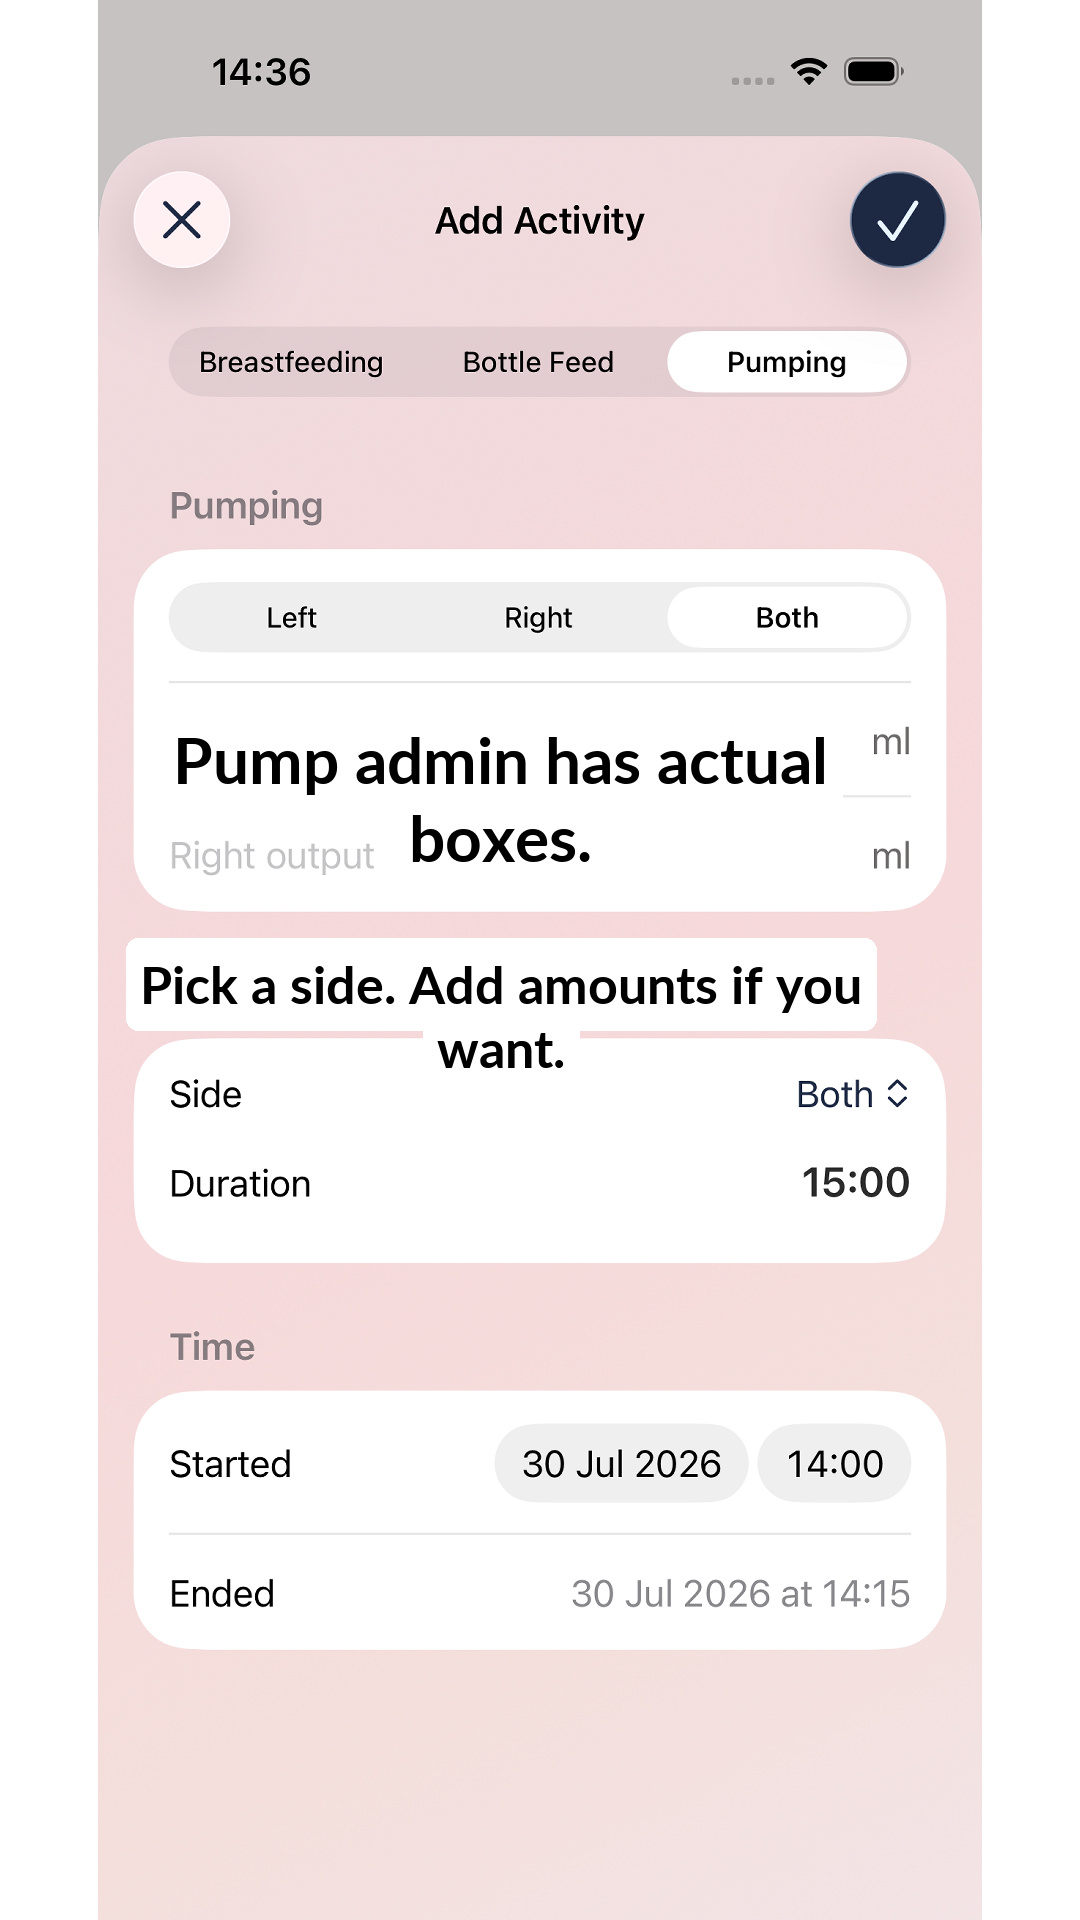 14:36
Add Activity
Breastfeeding Bottle Feed Pumping
Pumping
Left Right Both
ml
Pump admin has actual
boxes.
Right output ml
Pick a side. Add amounts if you
want.
Side Both
Duration 15:00
Time
Started 30 Jul 2026 14:00
Ended 30 Jul 2026 at 14:15